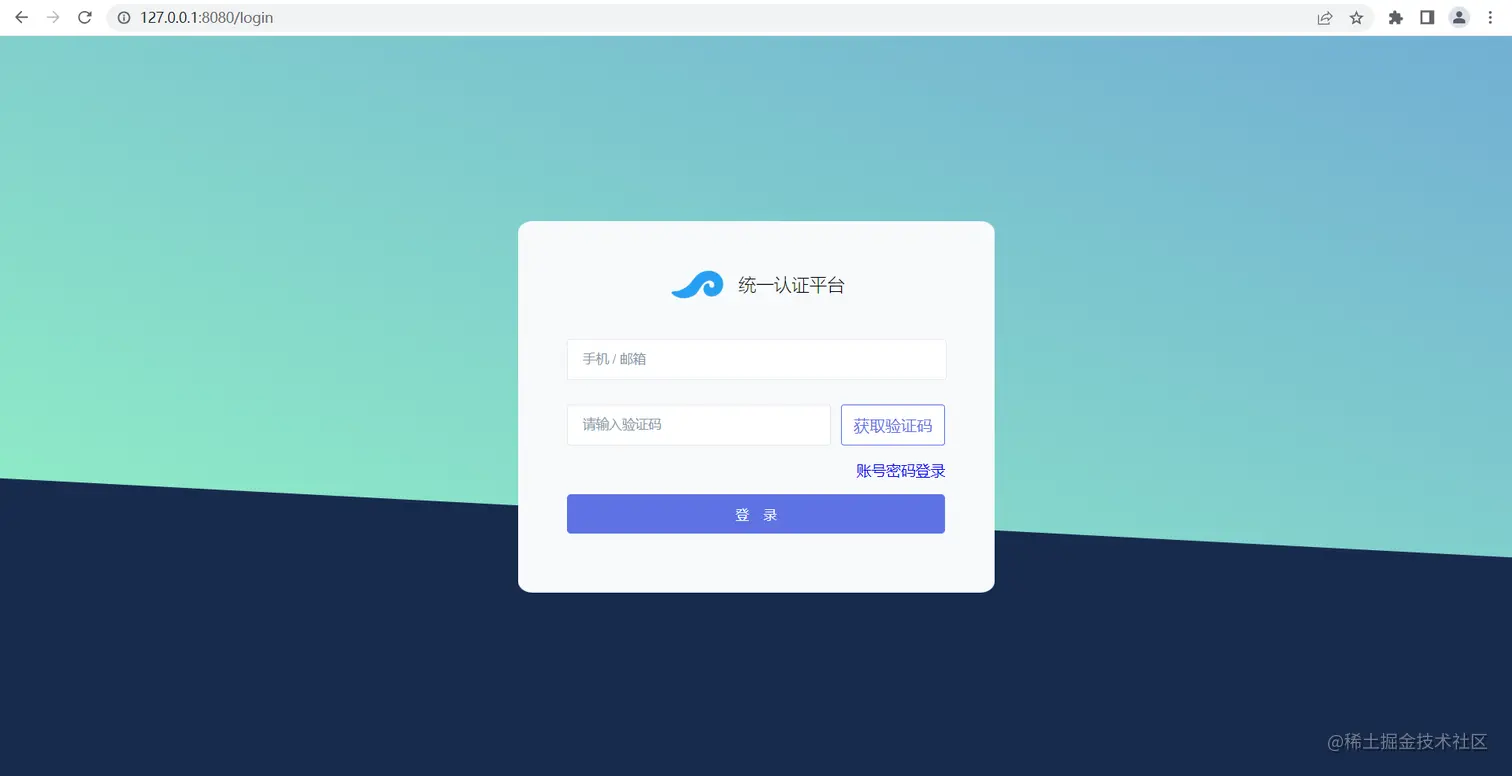 127.0.0.1:8080/login
统一认证平台
手机 / 邮箱
请输入验证码
获取验证码
账号密码登录
登 录
@稀土掘金技术社区